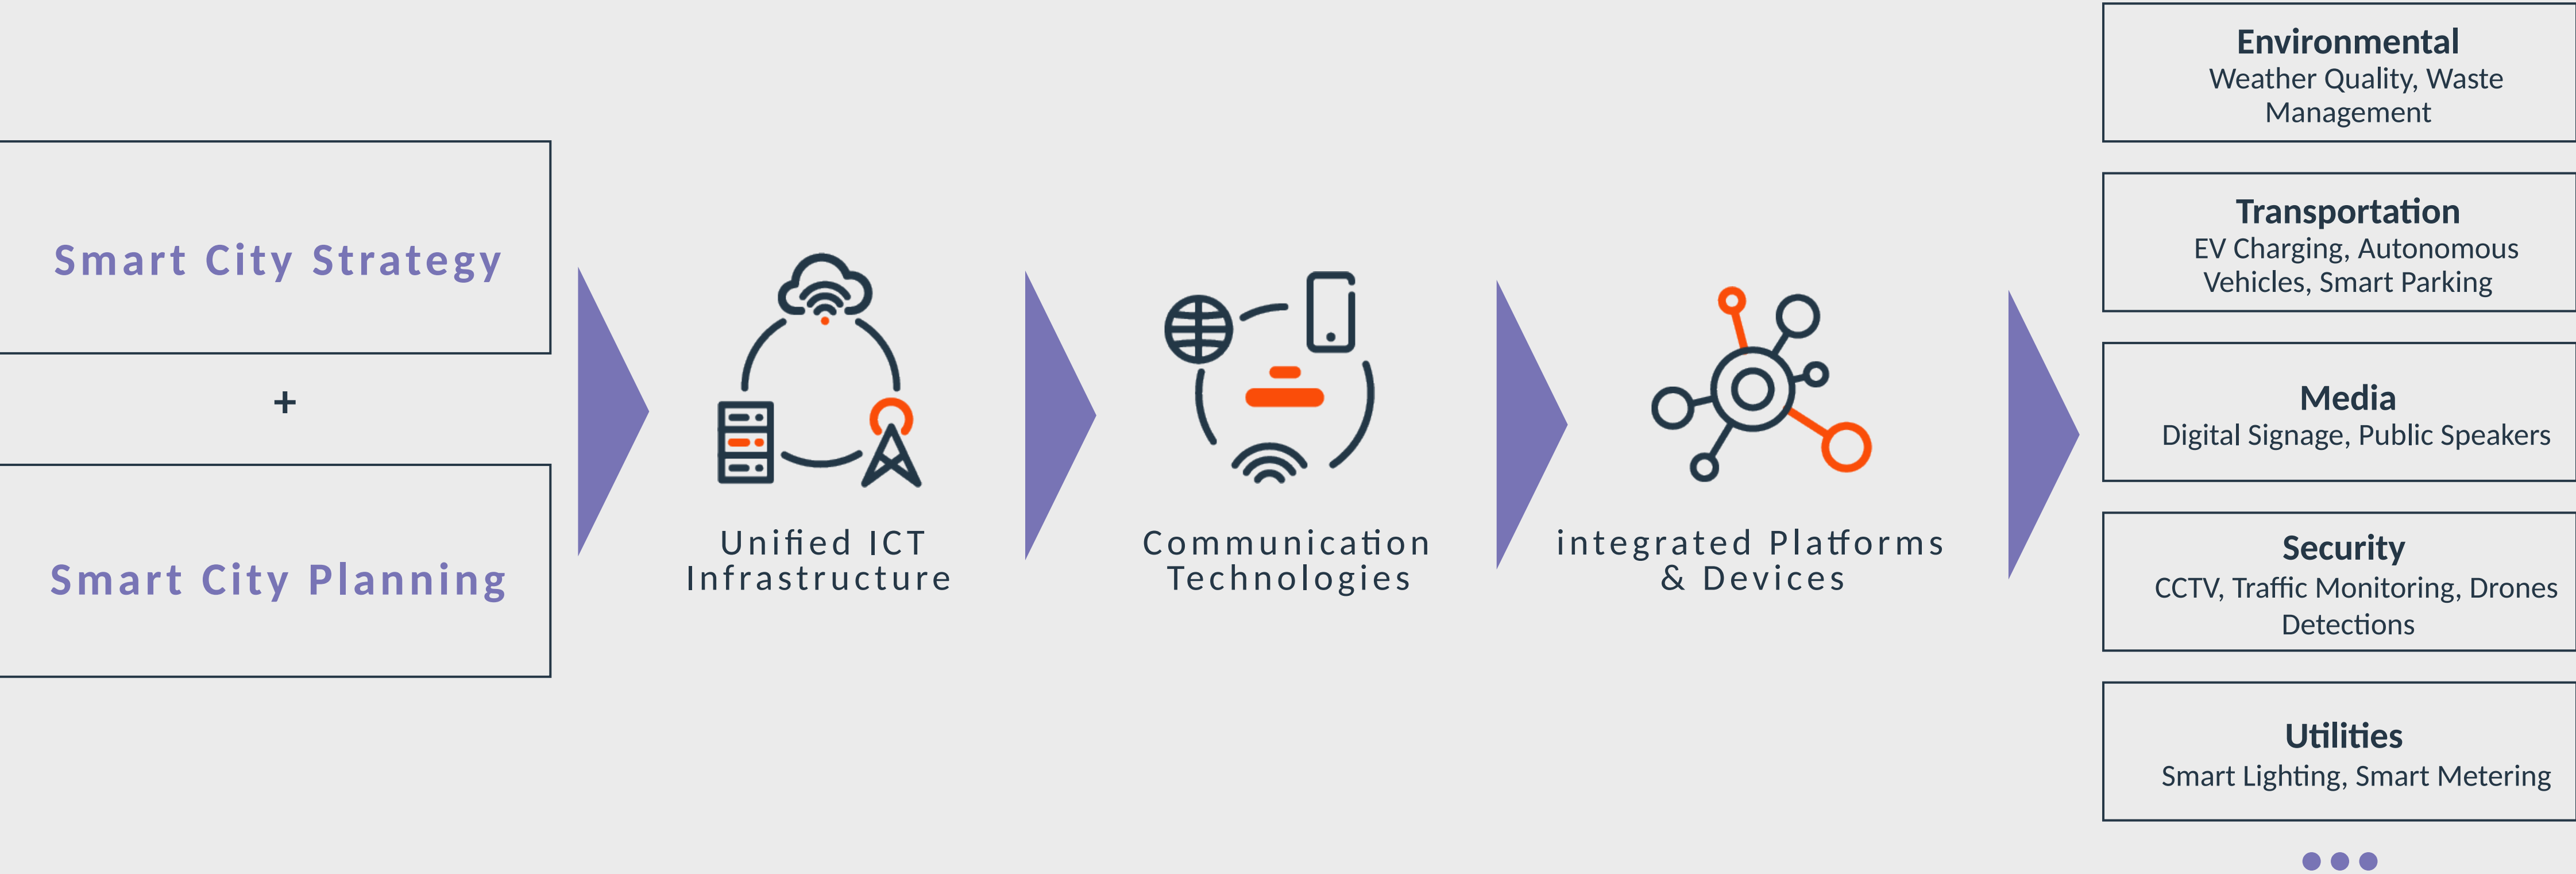 Smart City Strategy
+
Smart City Planning
Unified ICT
Infrastructure
Communication
Technologies
integrated Platforms
& Devices
Environmental
Weather Quality, Waste
Management
Transportation
EV Charging, Autonomous
Vehicles, Smart Parking
Media
Digital Signage, Public Speakers
Security
CCTV, Traffic Monitoring, Drones
Detections
Utilities
Smart Lighting, Smart Metering